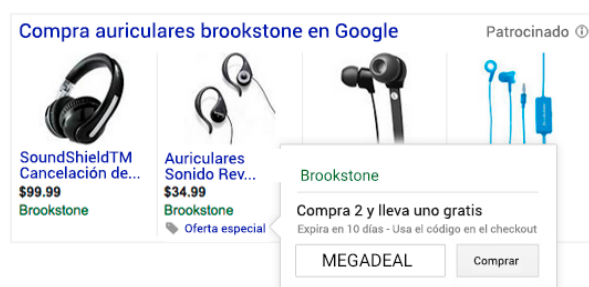 Compra auriculares brookstone en Google
Patrocinado
SoundShieldTM
Cancelación de...
$99.99
Brookstone
Auriculares
Sonido Rev...
$34.99
Brookstone
Oferta especial
Brookstone
Compra 2 y lleva uno gratis
Expira en 10 días - Usa el código en el checkout
MEGADEAL
Comprar